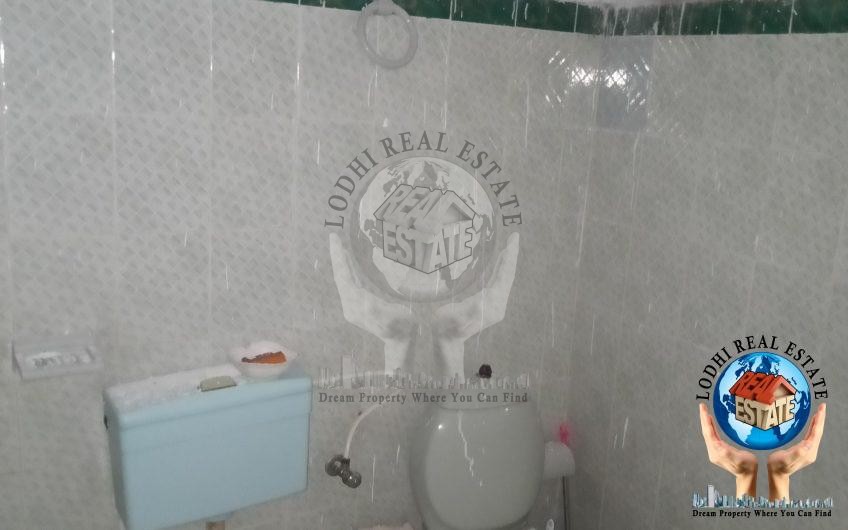 LODHI REAL ESTATE
REAL
ESTATE
Dream Property Where You Can Find
LODHI REAL ESTATE
REAL
ESTATE
Dream Property Where You Can Find